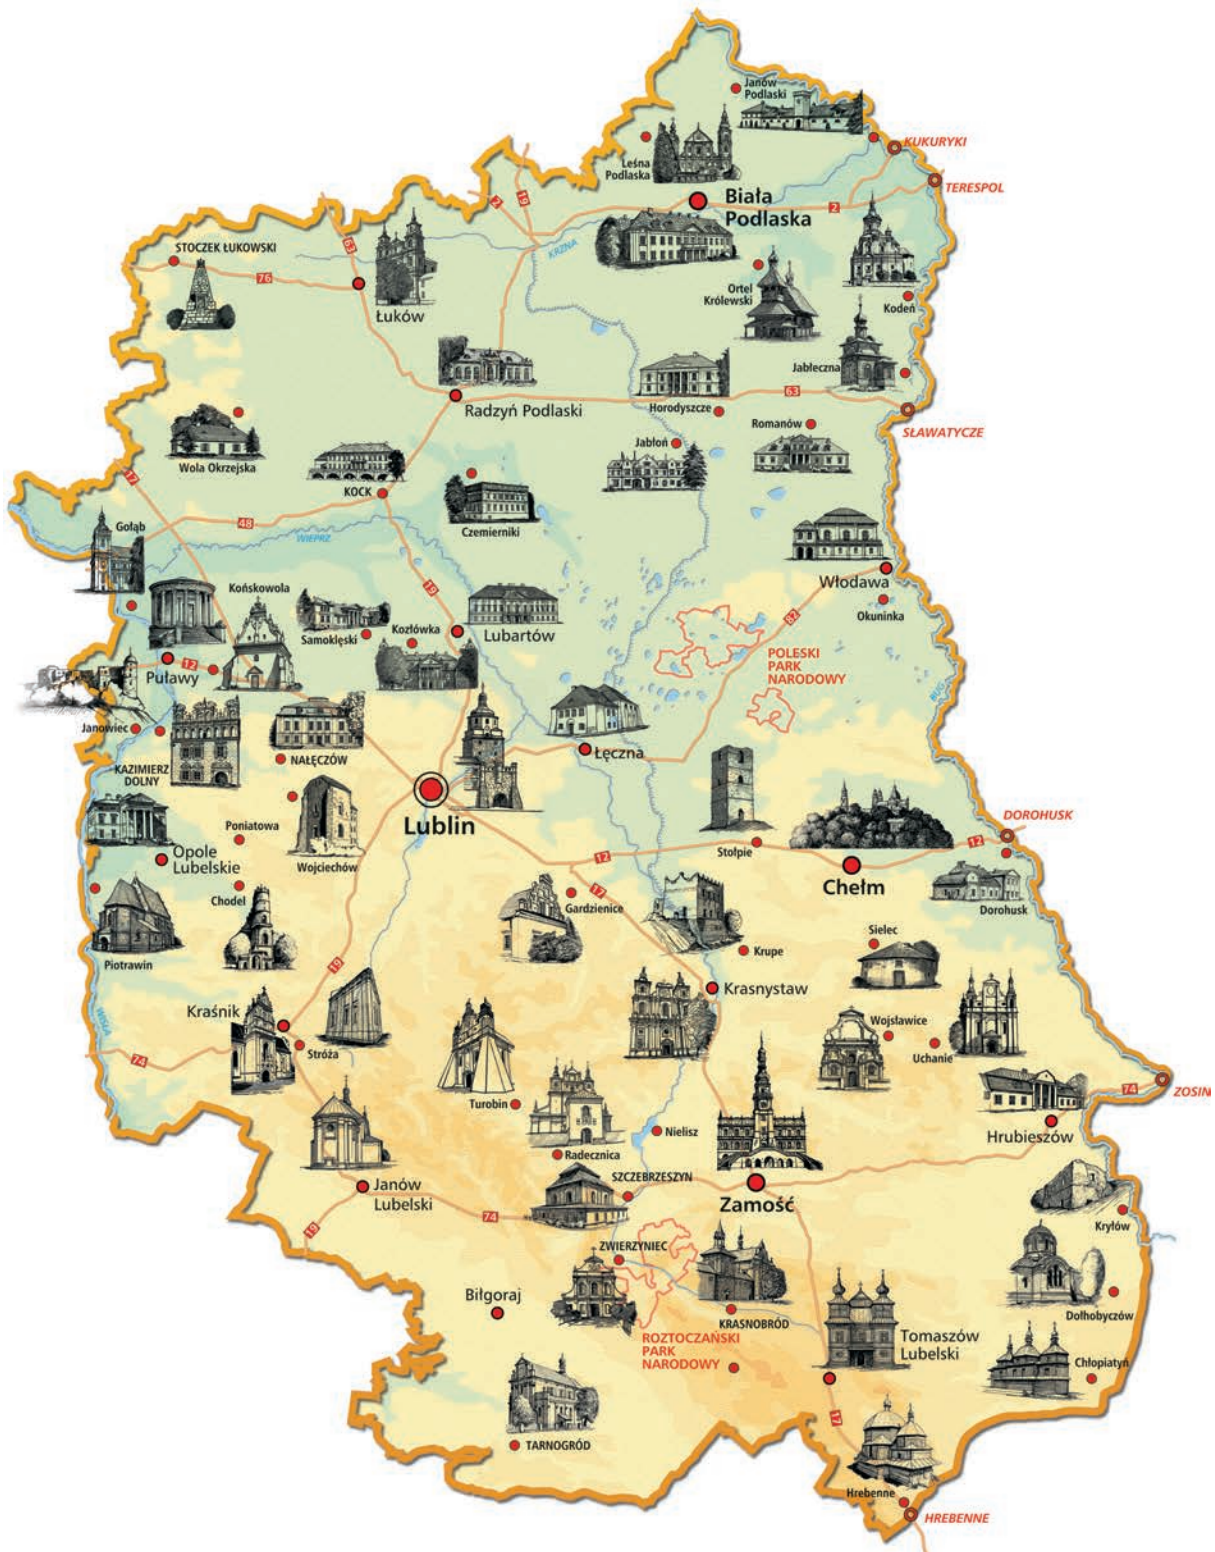 Janów
Podlaski
KUKURYKI
Leśna
Podlaska
TERESPOL
Biała
Podlaska
2
19
2
63
KRZNA
STOCZEK ŁUKOWSKI
76
Łuków
Ortel
Królewski
Kodeń
Jabłeczna
Radzyń Podlaski
Horodyszcze
63
SŁAWATYCZE
Romanów
Jabłoń
Wola Okrzejska
17
KOCK
Czemierniki
48
WIEPRZ
Gołąb
Włodawa
Okuninka
82
19
Końskowola
Samoklęski
Kozłówka
Lubartów
POLESKI
PARK
NARODOWY
BUG
12
Puławy
Janowiec
KAZIMIERZ
DOLNY
NAŁĘCZÓW
Łęczna
Lublin
Poniatowa
Wojciechów
Opole
Lubelskie
Chodel
Piotrawin
DOROHUSK
12
12
Stołpie
Chełm
Dorohusk
17
Gardzienice
Krupe
Sielec
Krasnystaw
19
Kraśnik
Stróża
WISŁA
74
Wojsławice
Uchanie
Turobin
Nielisz
Radecznica
74
ZOSIN
Hrubieszów
Janów
Lubelski
SZCZEBRZESZYN
Zamość
74
19
Kryłów
ZWIERZYNIEC
Biłgoraj
KRASNOBRÓD
Dołhobyczów
ROZTOCZAŃSKI
PARK
NARODOWY
Tomaszów
Lubelski
Chłopiatyń
17
TARNOGRÓD
Hrebenne
HREBENNE